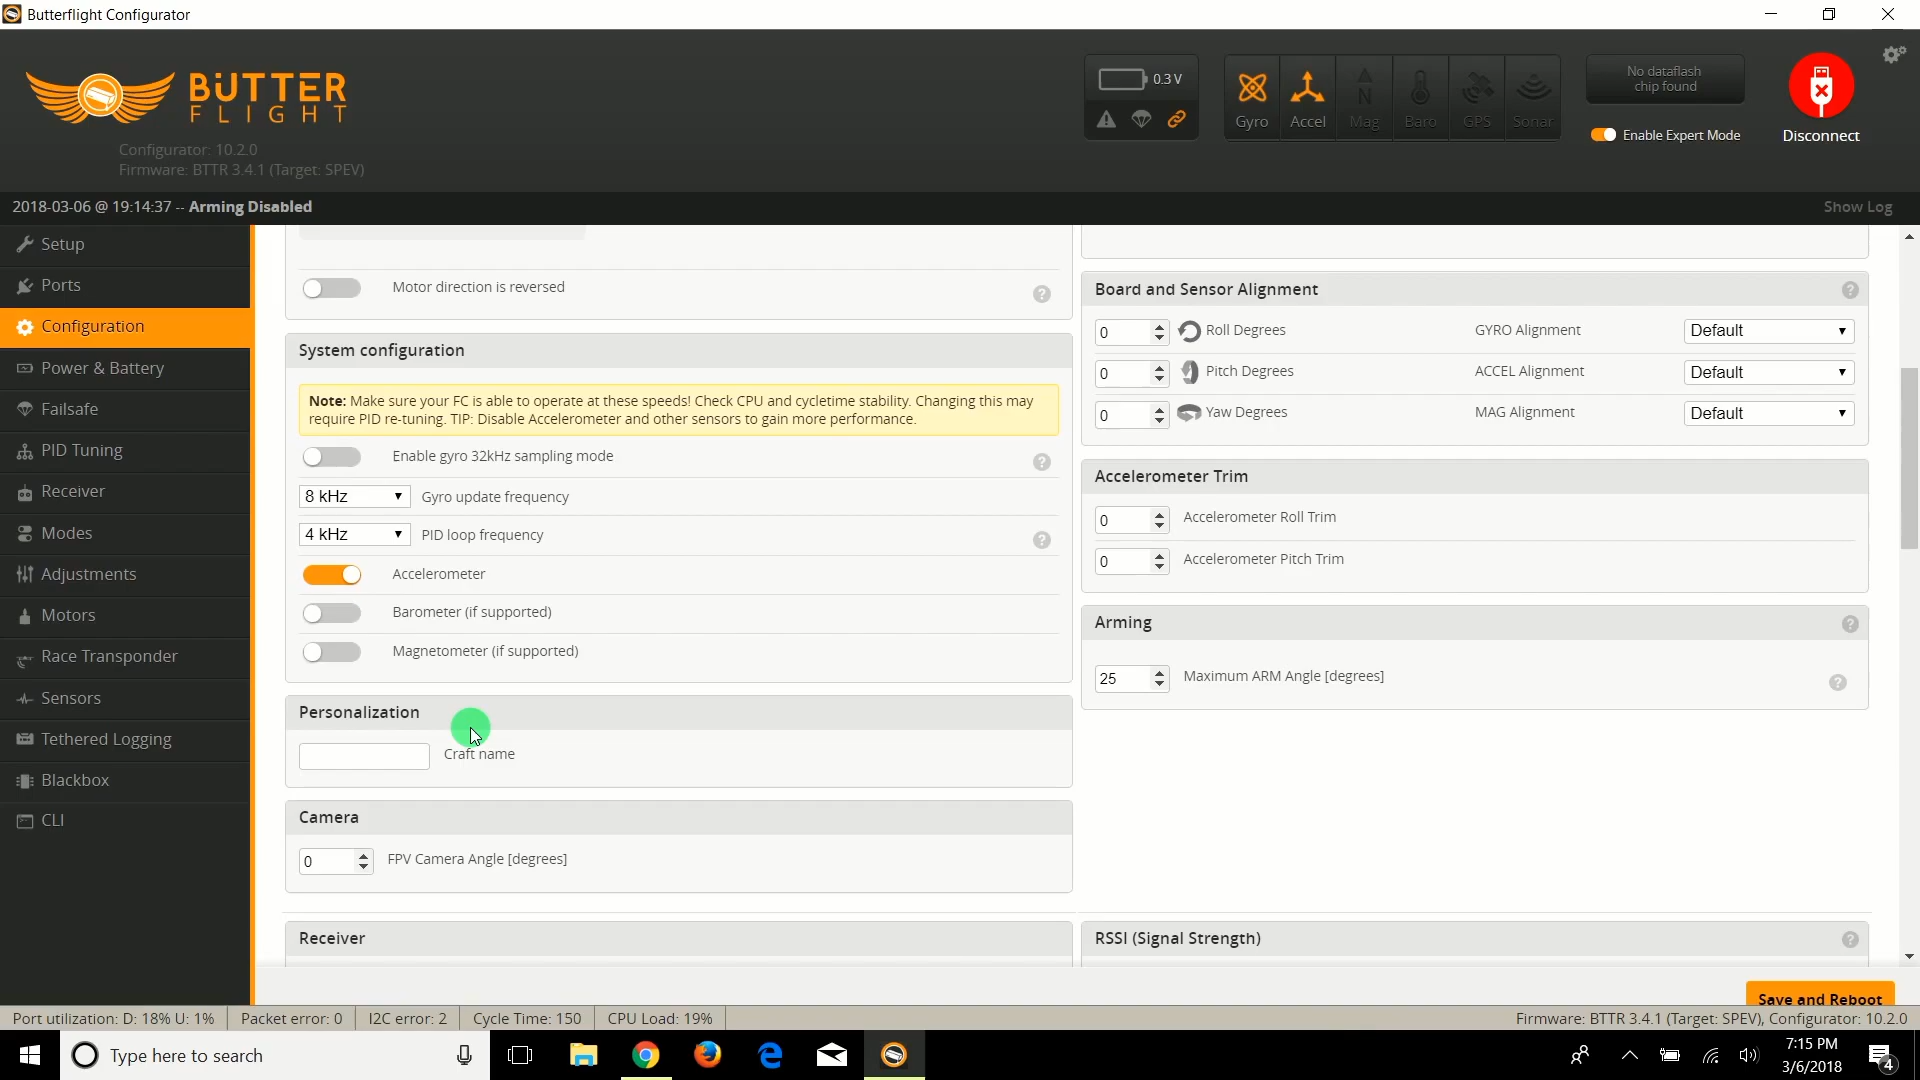 Butterflight Configurator
BUTTER
FLIGHT
Configurator: 10.2.0
Firmware: BTTR 3.4.1 (Target: SPEV)
0.3 V
Gyro
Accel
Mag
Baro
GPS
Sonar
No dataflash
chip found
Enable Expert Mode
Disconnect
2018-03-06 @ 19:14:37 -- Arming Disabled
Show Log
Setup
Ports
Configuration
Power & Battery
Failsafe
PID Tuning
Receiver
Modes
Adjustments
Motors
Race Transponder
Sensors
Tethered Logging
Blackbox
CLI
Motor direction is reversed
?
System configuration
Note: Make sure your FC is able to operate at these speeds! Check CPU and cycletime stability. Changing this may
require PID re-tuning. TIP: Disable Accelerometer and other sensors to gain more performance.
Enable gyro 32kHz sampling mode
?
8 kHz
Gyro update frequency
4 kHz
PID loop frequency
?
Accelerometer
Barometer (if supported)
Magnetometer (if supported)
Personalization
Craft name
Camera
0
FPV Camera Angle [degrees]
Receiver
Board and Sensor Alignment
?
0
Roll Degrees
GYRO Alignment
Default
0
Pitch Degrees
ACCEL Alignment
Default
0
Yaw Degrees
MAG Alignment
Default
Accelerometer Trim
0
Accelerometer Roll Trim
0
Accelerometer Pitch Trim
Arming
?
25
Maximum ARM Angle [degrees]
?
RSSI (Signal Strength)
?
Save and Reboot
Port utilization: D: 18% U: 1%
Packet error: 0
I2C error: 2
Cycle Time: 150
CPU Load: 19%
Firmware: BTTR 3.4.1 (Target: SPEV), Configurator: 10.2.0
Type here to search
7:15 PM
3/6/2018
4